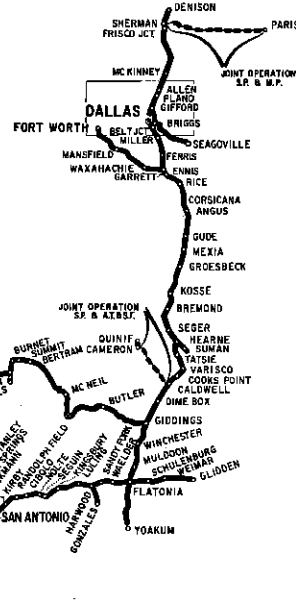 DENISON
SHERMAN
FRISCO JCT.
PARIS
MCKINNEY
JOINT OPERATION
S.P. & M.P.
ALLEN
PLANO
GIFFORD
DALLAS
BRIGGS
FORT WORTH
BELT JCT.
MILLER
SEAGOVILLE
MANSFIELD
FERRIS
WAXAHACHIE
GARRETT
ENNIS
RICE
CORSICANA
ANGUS
GUDE
MEXIA
GROESBECK
KOSSE
JOINT OPERATION
S.P. & A.T.&S.F.
BREMOND
SEGER
HEARNE
SUMAN
QUINIF
CAMERON
TATSIE
VARISCO
COOKS POINT
CALDWELL
DIME BOX
BURNET
SUMMIT
BERTRAM
MC NEIL
BUTLER
GIDDINGS
WINCHESTER
MULDOON
SCHULENBURG
WEIMAR
GLIDDEN
FLATONIA
KIRBY
CIBOLO
RANDOLPH FIELD
SEGUIN
KINGSBURY
LULING
SANDY FORK
WAELDER
SAN ANTONIO
HARWOOD
GONZALES
YOAKUM